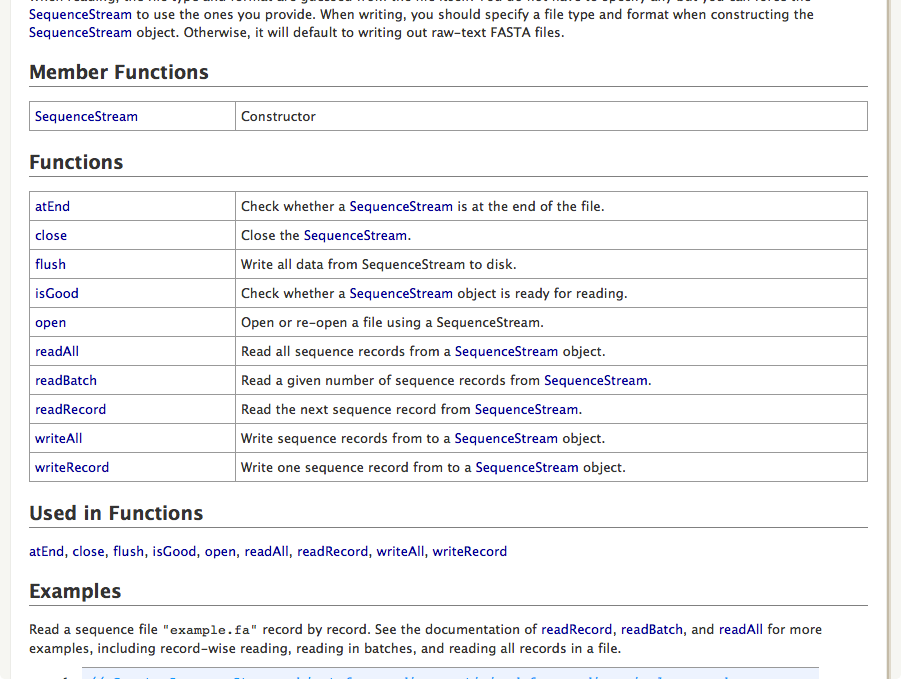 SequenceStream to use the ones you provide. When writing, you should specify a file type and format when constructing the
SequenceStream object. Otherwise, it will default to writing out raw-text FASTA files.
Member Functions
SequenceStream Constructor
Functions
atEnd Check whether a SequenceStream is at the end of the file.
close Close the SequenceStream.
flush Write all data from SequenceStream to disk.
isGood Check whether a SequenceStream object is ready for reading.
open Open or re-open a file using a SequenceStream.
readAll Read all sequence records from a SequenceStream object.
readBatch Read a given number of sequence records from SequenceStream.
readRecord Read the next sequence record from SequenceStream.
writeAll Write sequence records from to a SequenceStream object.
writeRecord Write one sequence record from to a SequenceStream object.
Used in Functions
atEnd, close, flush, isGood, open, readAll, readRecord, writeAll, writeRecord
Examples
Read a sequence file "example.fa" record by record. See the documentation of readRecord, readBatch, and readAll for more
examples, including record-wise reading, reading in batches, and reading all records in a file.